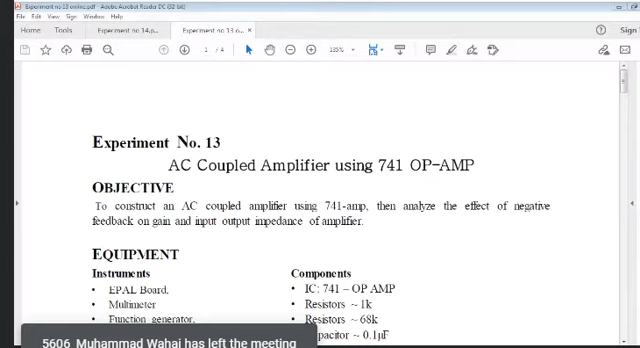 Experiment no 13 online.pdf - Adobe Acrobat Reader DC (32-bit)
File Edit View Sign Window Help
Home Tools Experiment no 14.p... Experiment no 13 o... ×
1 / 4 135%
Sign
Experiment No. 13
AC Coupled Amplifier using 741 OP-AMP
OBJECTIVE
To construct an AC coupled amplifier using 741-amp, then analyze the effect of negative
feedback on gain and input output impedance of amplifier.
EQUIPMENT
Instruments Components
• EPAL Board, • IC: 741 – OP AMP
• Multimeter • Resistors ~ 1k
• Function generator, • Resistors ~ 68k
pacitor ~ 0.1µF
5606 Muhammad Wahaj has left the meeting